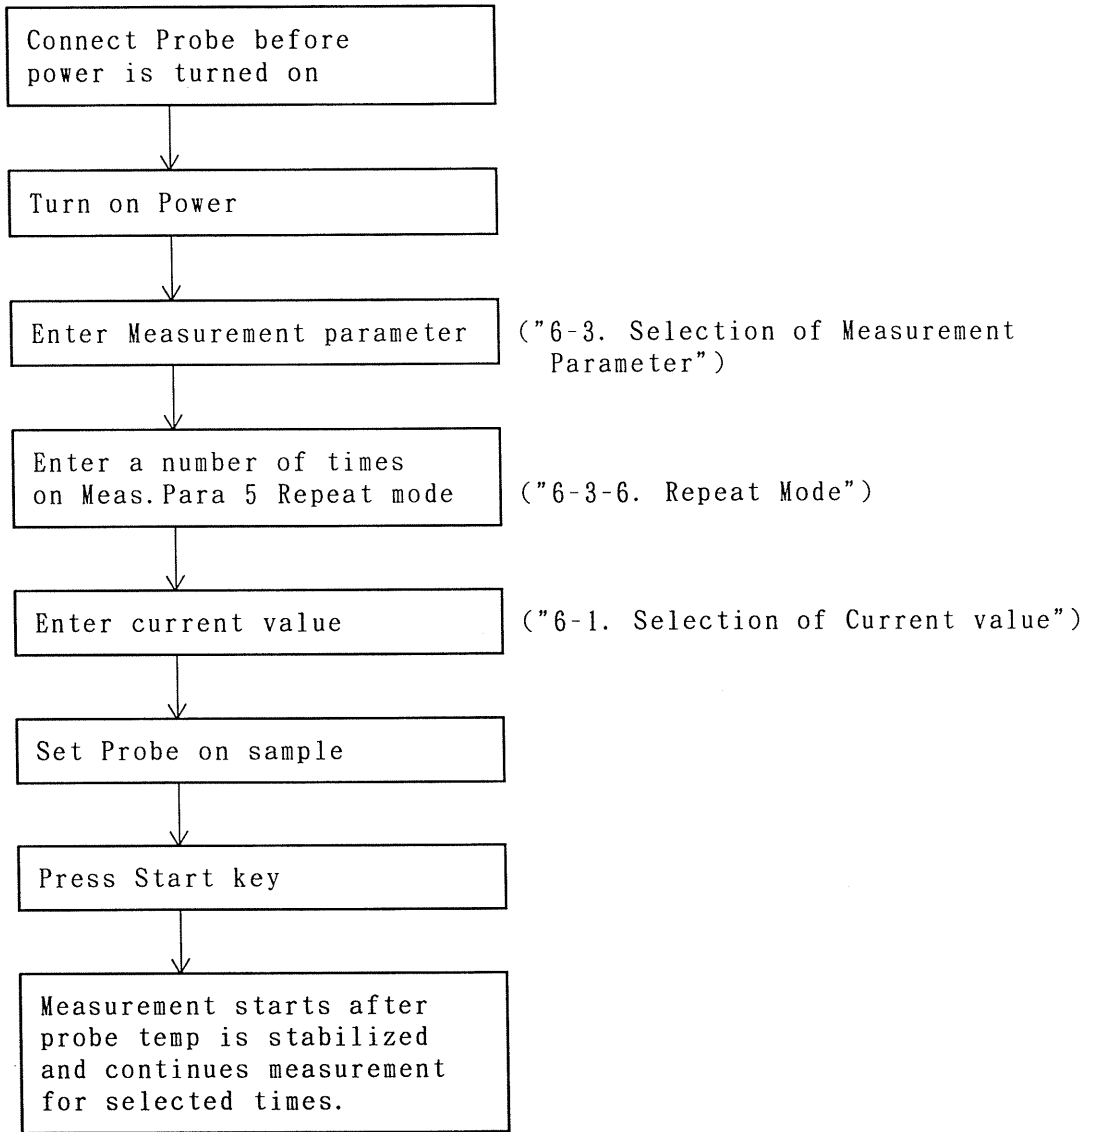 Connect Probe before
power is turned on
Turn on Power
Enter Measurement parameter
("6-3. Selection of Measurement
Parameter")
Enter a number of times
on Meas.Para 5 Repeat mode
("6-3-6. Repeat Mode")
Enter current value
("6-1. Selection of Current value")
Set Probe on sample
Press Start key
Measurement starts after
probe temp is stabilized
and continues measurement
for selected times.